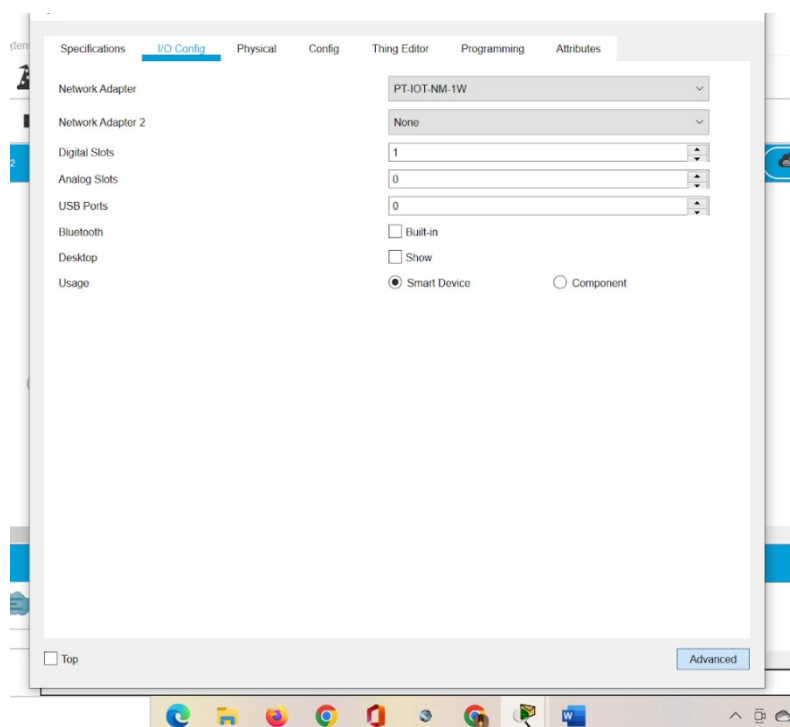 Specifications I/O Config Physical Config Thing Editor Programming Attributes
Network Adapter PT-IOT-NM-1W
Network Adapter 2 None
Digital Slots 1
Analog Slots 0
USB Ports 0
Bluetooth Built-in
Desktop Show
Usage Smart Device Component
Top Advanced